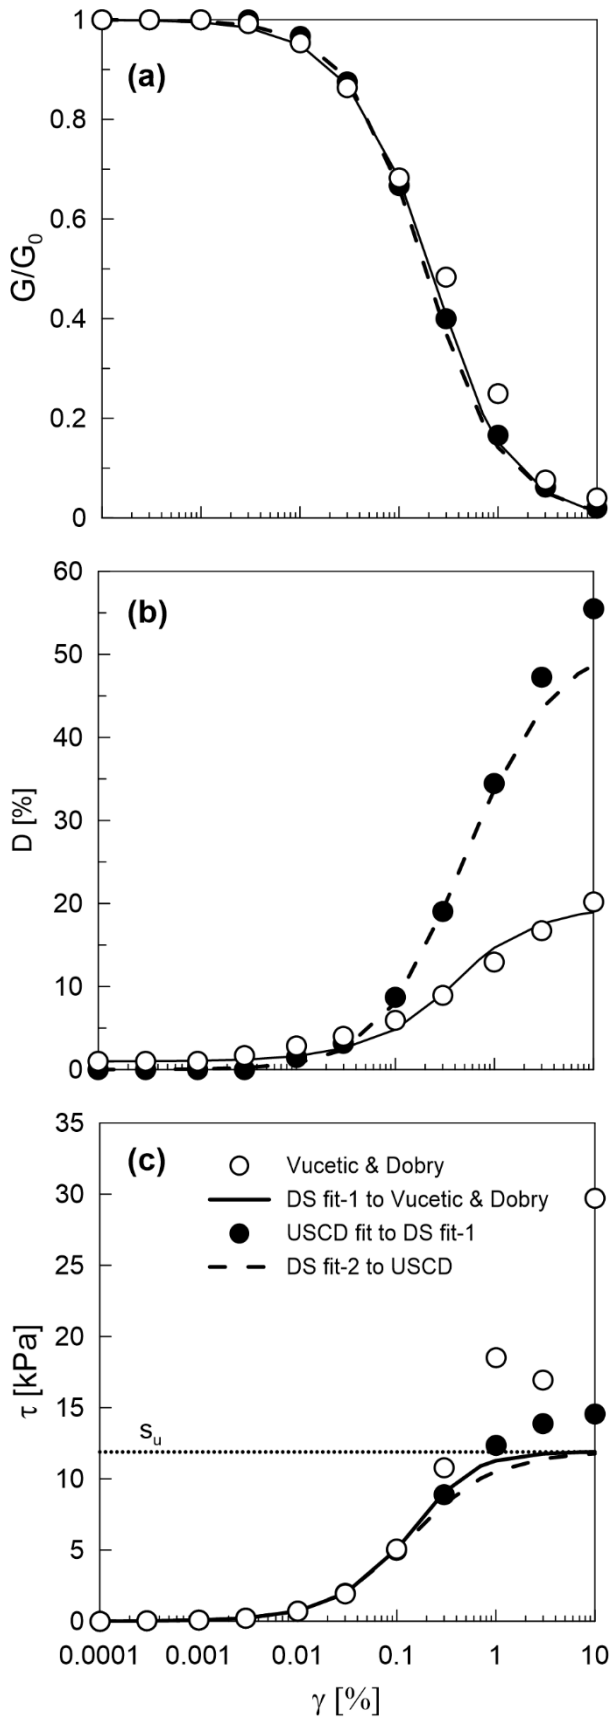 1
(a)
0.8
0.6
G/G0
0.4
0.2
0
60
(b)
50
40
D [%]
30
20
10
0
35
(c)
Vucetic & Dobry
30
DS fit-1 to Vucetic & Dobry
USCD fit to DS fit-1
25
DS fit-2 to USCD
20
τ [kPa]
15
su
10
5
0
0.0001 0.001 0.01 0.1 1 10
γ [%]